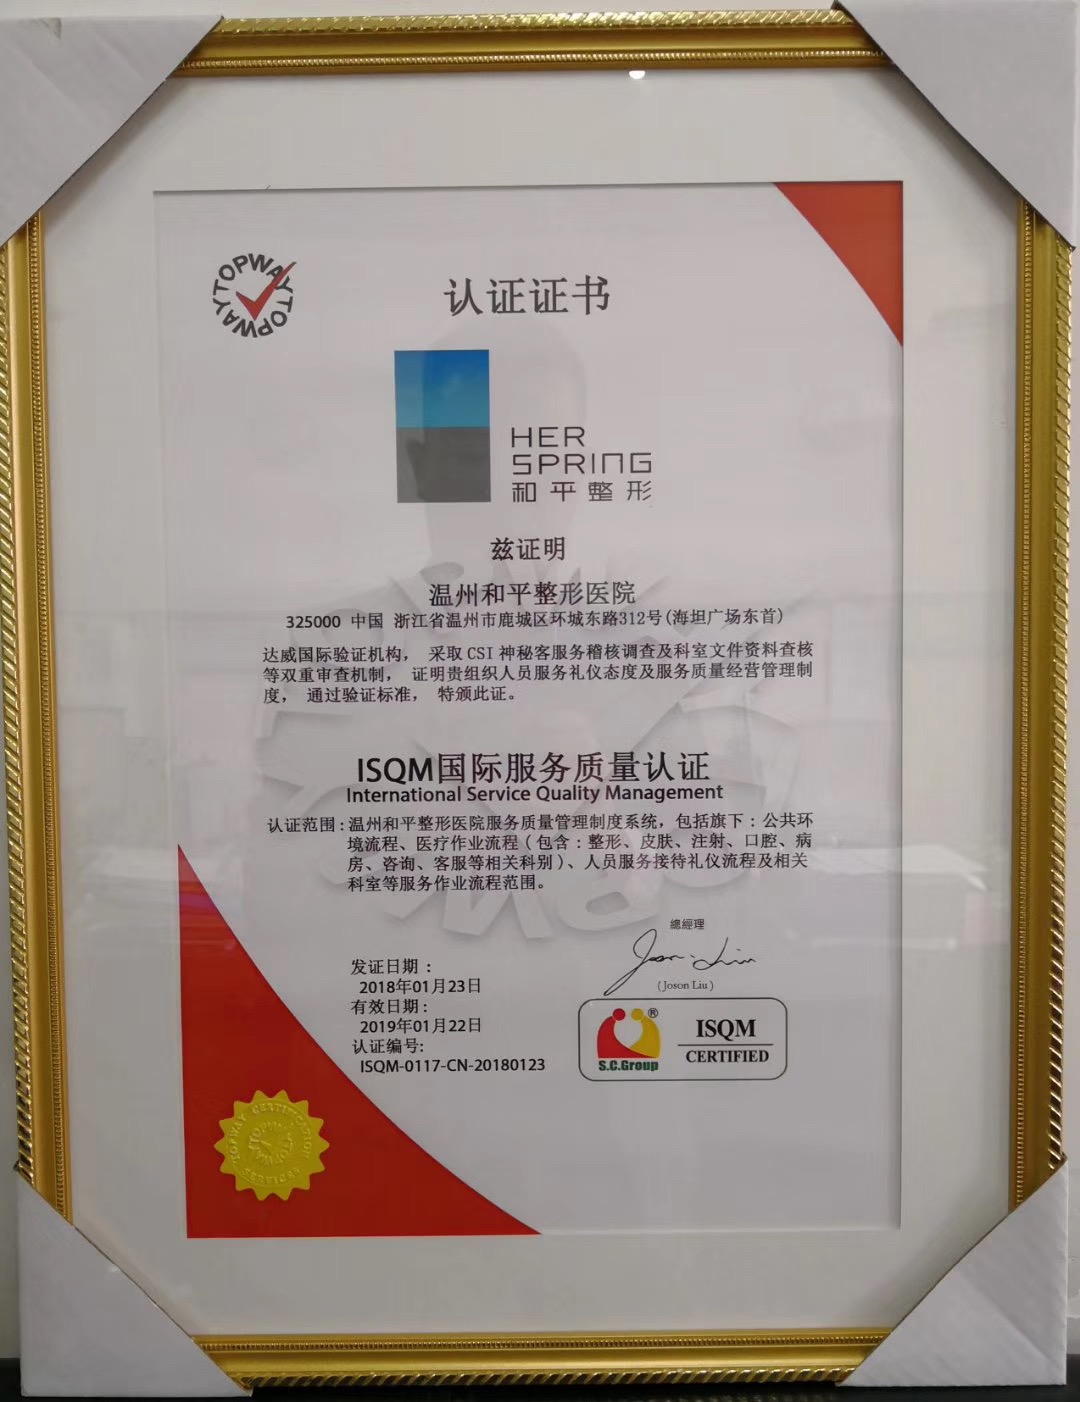 TOPWAY TOPWAY
认证证书
HER
SPRING
和平整形
兹证明
温州和平整形医院
325000 中国 浙江省温州市鹿城区环城东路312号(海坦广场东首)
达威国际验证机构， 采取 CSI 神秘客服务稽核调查及科室文件资料查核
等双重审查机制， 证明贵组织人员服务礼仪态度及服务质量经营管理制
度， 通过验证标准， 特颁此证。
ISQM国际服务质量认证
International Service Quality Management
认证范围：温州和平整形医院服务质量管理制度系统，包括旗下：公共环
境流程、医疗作业流程（包含：整形、皮肤、注射、口腔、病
房、咨询、客服等相关科别）、人员服务接待礼仪流程及相关
科室等服务作业流程范围。
總經理
Joson Liu
(Joson Liu)
发证日期：
2018年01月23日
有效日期：
2019年01月22日
认证编号:
ISQM-0117-CN-20180123
®
S.C.Group
ISQM
CERTIFIED
TOPWAY CERTIFICATION SERVICES
TOPWAY TOPWAY